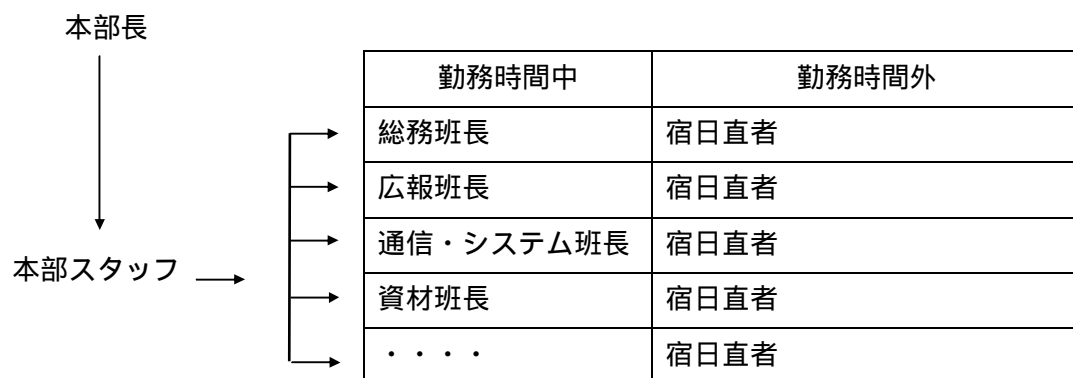 本部長
勤務時間中 勤務時間外
総務班長 宿日直者
広報班長 宿日直者
通信・システム班長 宿日直者
本部スタッフ
資材班長 宿日直者
・・・・ 宿日直者